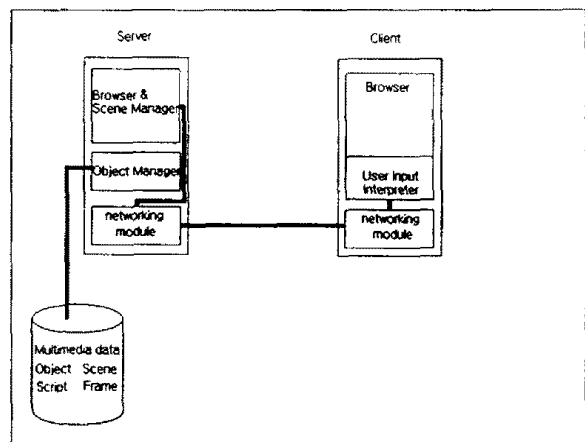 Server
Client
Browser &
Scene Manager
Browser
Object Manager
User Input
Interpreter
networking
module
networking
module
Multimedia data
Object Scene
Script Frame